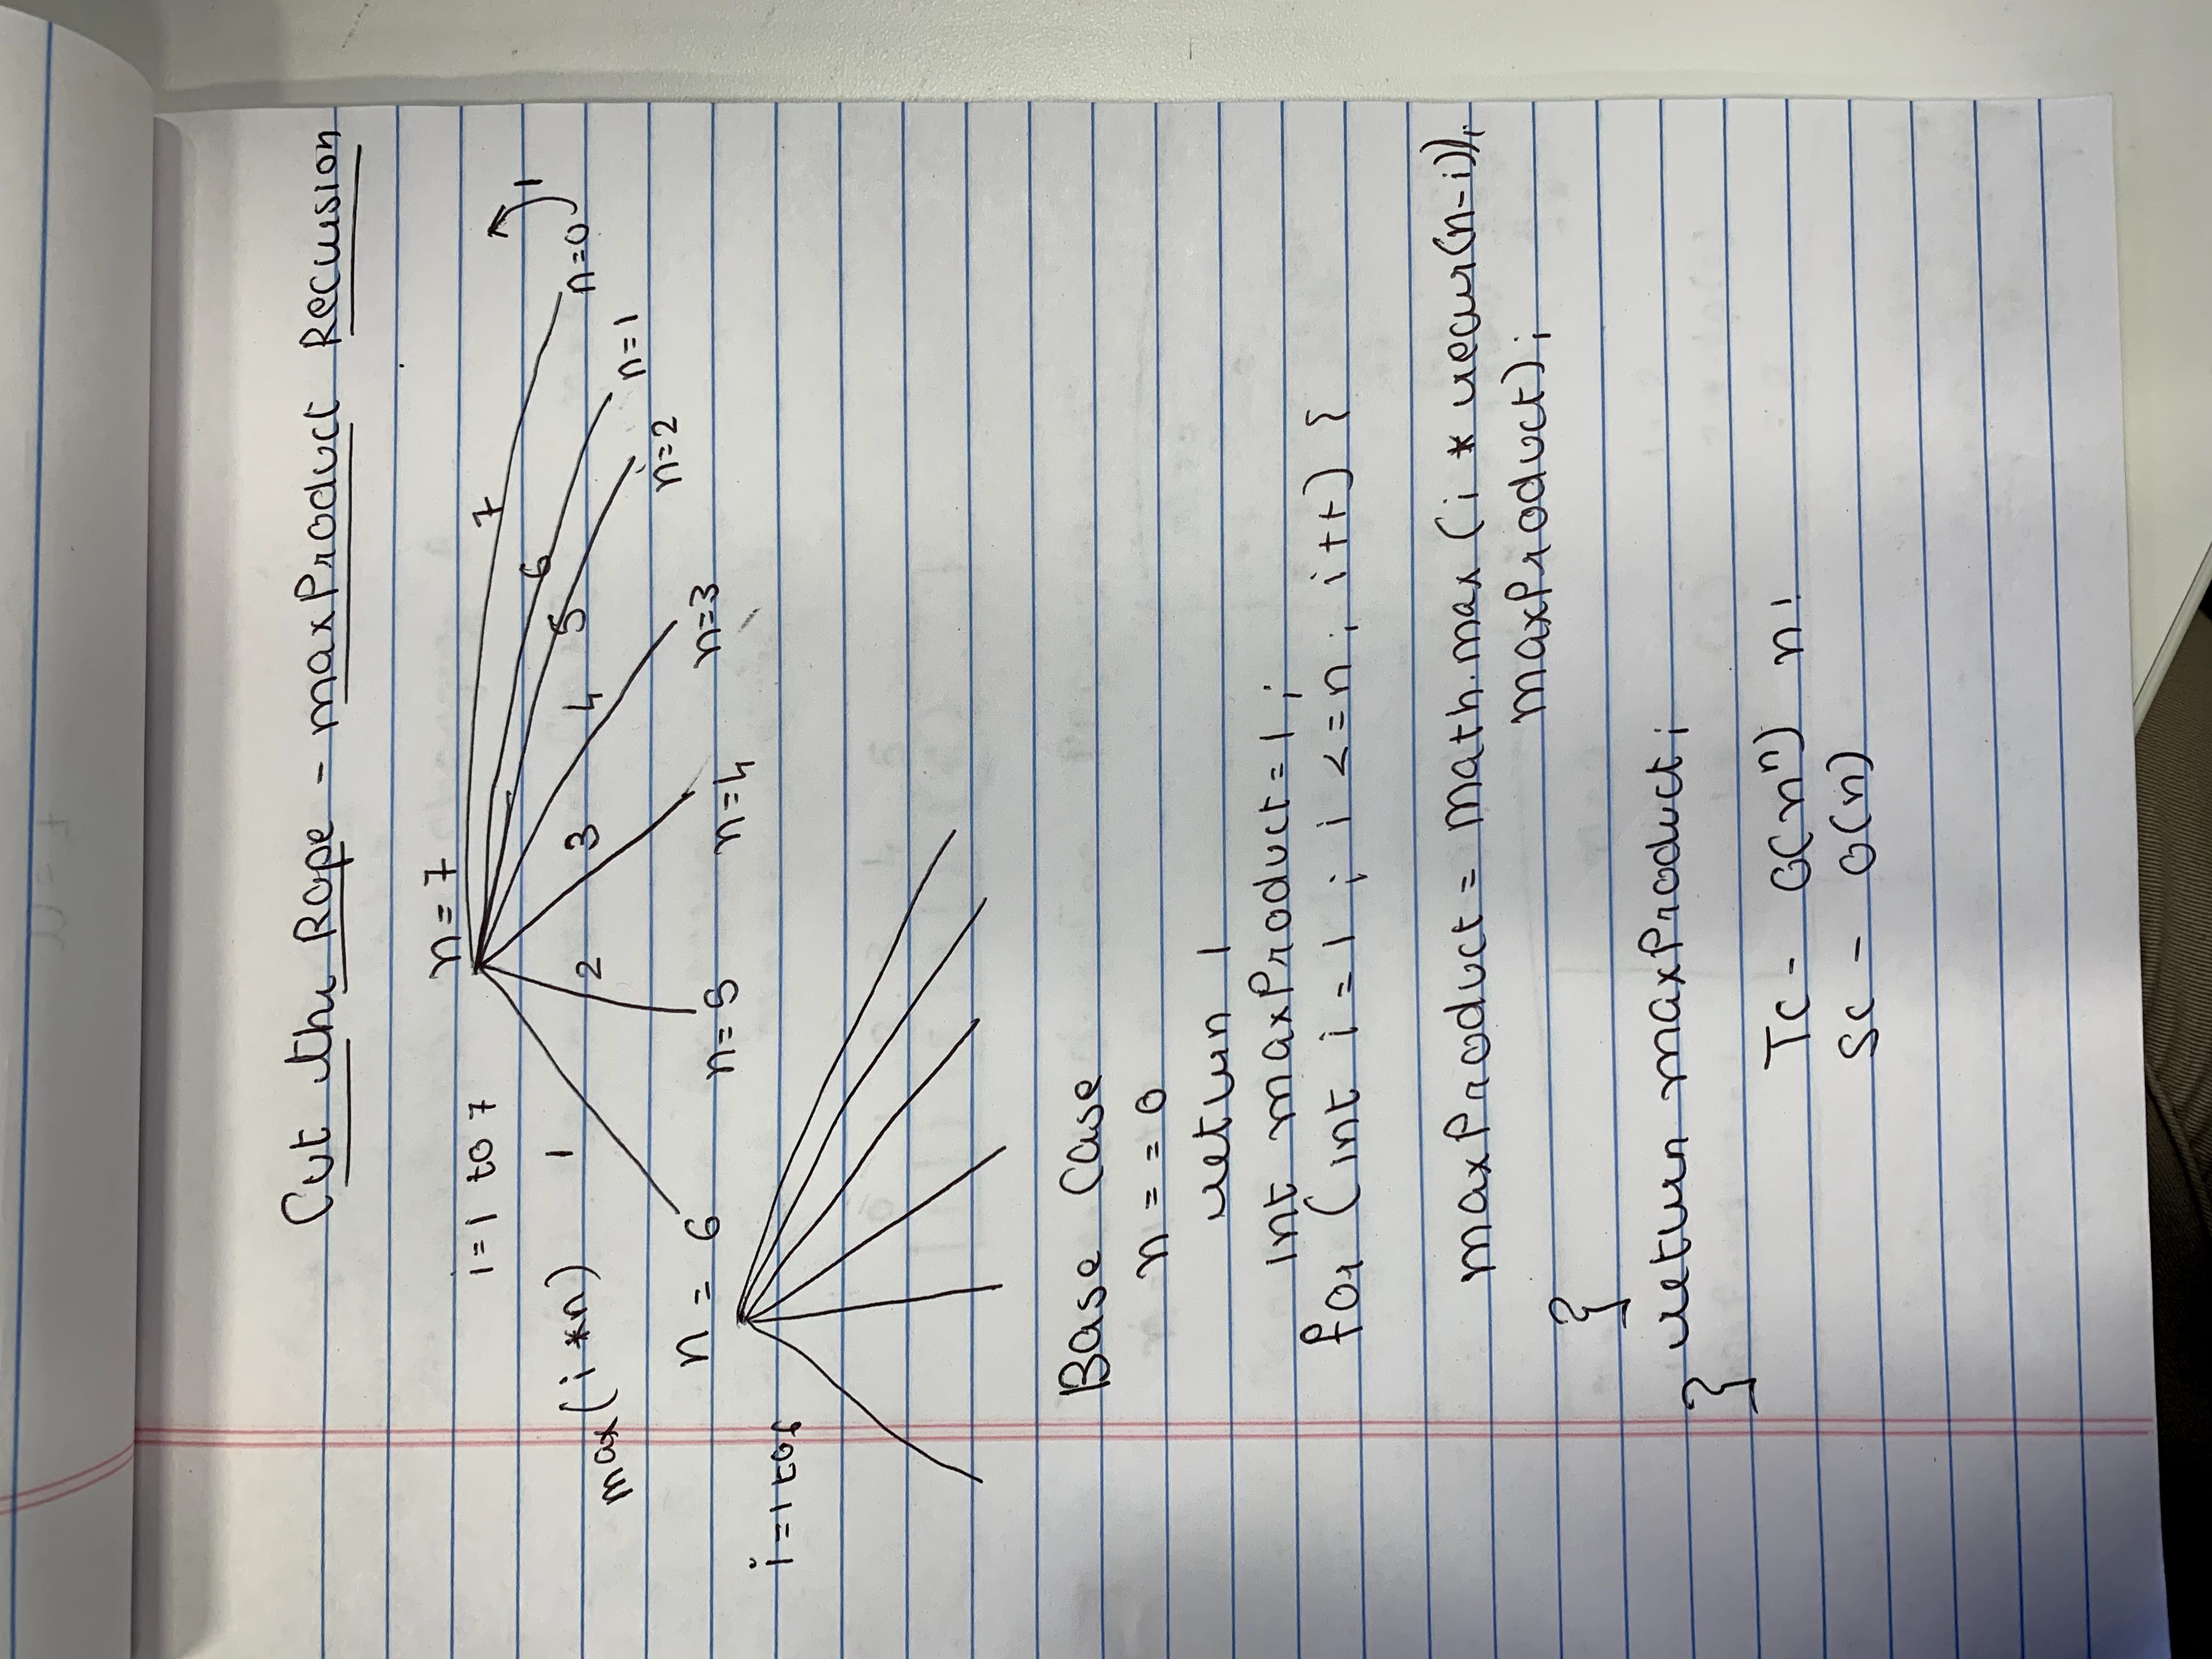 Cut the Rope - maxProduct Recursion
n = 7
i = 1 to 7
7
1
6
max(i * n)
1
2
3
4
5
n=0
n=1
n=2
n = 6
n= 5
n=4
n=3
i = 1 to 6
Base Case
n = = 0
return 1
int maxProduct = 1 ;
for ( int i = 1 ; i <= n ; i++) {
maxProduct = Math.max (i * recur(n-i)),
maxProduct) ;
}
return maxProduct ;
}
TC - O(n^n) n!
SC - O(n)